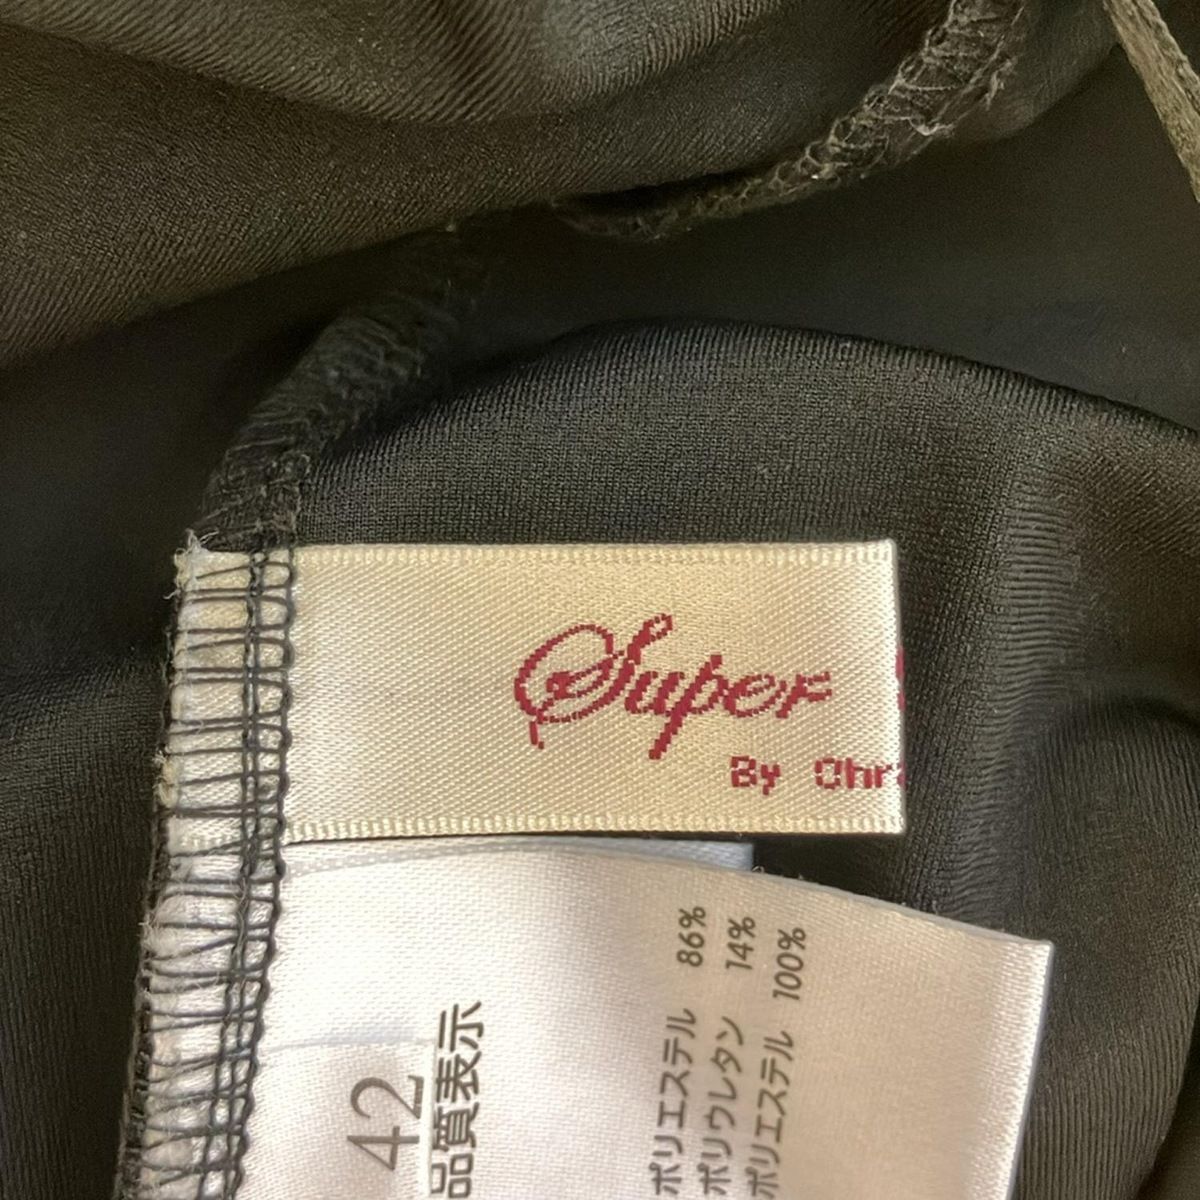 Super
By Chr
42
品質表示
ポリエステル 86%
ポリウレタン 14%
ポリエステル 100%